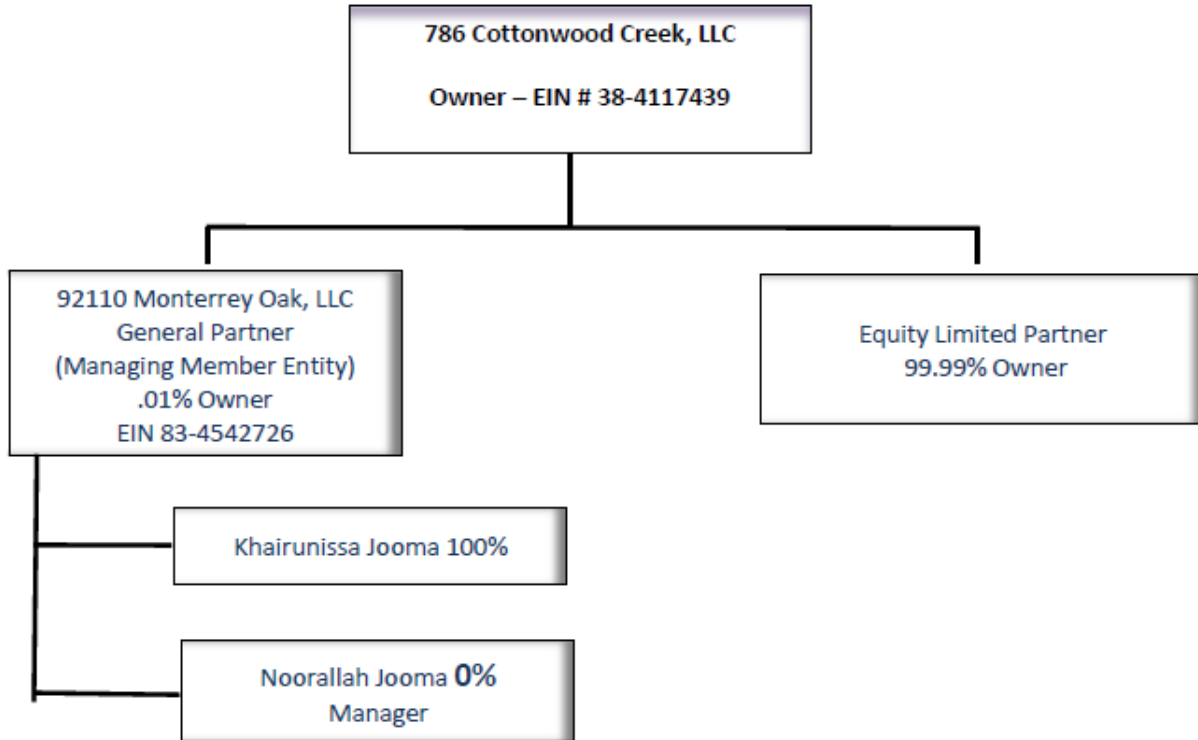 786 Cottonwood Creek, LLC
Owner – EIN # 38-4117439
92110 Monterrey Oak, LLC
General Partner
(Managing Member Entity)
.01% Owner
EIN 83-4542726
Equity Limited Partner
99.99% Owner
Khairunissa Jooma 100%
Noorallah Jooma 0%
Manager